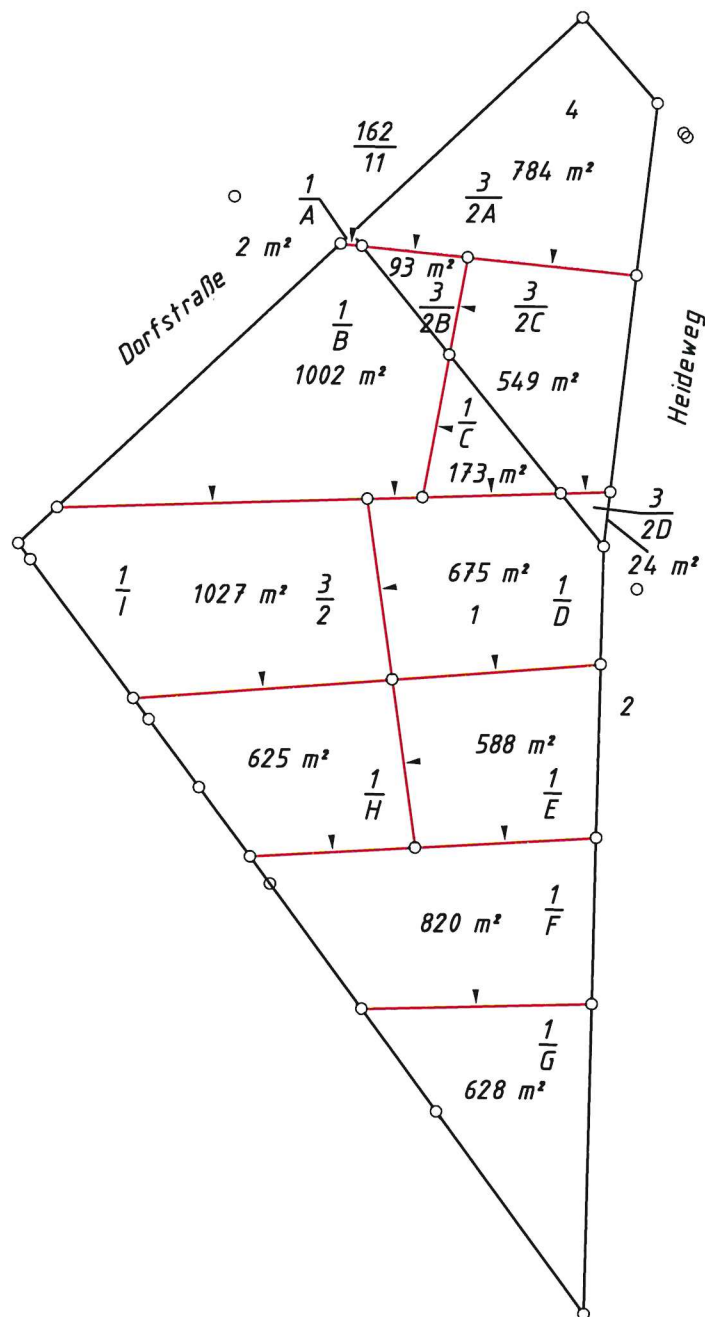 4
162
11
3
2A
784 m²
1
A
2 m²
93 m²
3
2B
3
2C
Dorfstraße
1
B
1002 m²
549 m²
Heideweg
1
C
173 m²
3
2D
24 m²
1
I
1027 m²
3
2
675 m²
1
1
D
2
625 m²
1
H
588 m²
1
E
820 m²
1
F
1
G
628 m²